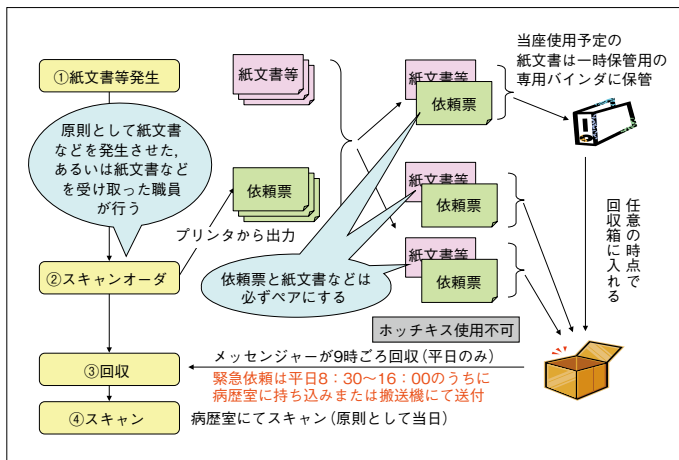 ①紙文書等発生
原則として紙文書
などを発生させた,
あるいは紙文書など
を受け取った職員
が行う
②スキャンオーダ
プリンタから出力
紙文書等
依頼票
紙文書等
依頼票
紙文書等
依頼票
紙文書等
依頼票
依頼票と紙文書などは
必ずペアにする
当座使用予定の
紙文書は一時保管用の
専用バインダに保管
任意の時点で
回収箱に入れる
ホッチキス使用不可
③回収
メッセンジャーが9時ごろ回収(平日のみ)
緊急依頼は平日8:30~16:00のうちに
病歴室に持ち込みまたは搬送機にて送付
④スキャン
病歴室にてスキャン(原則として当日)